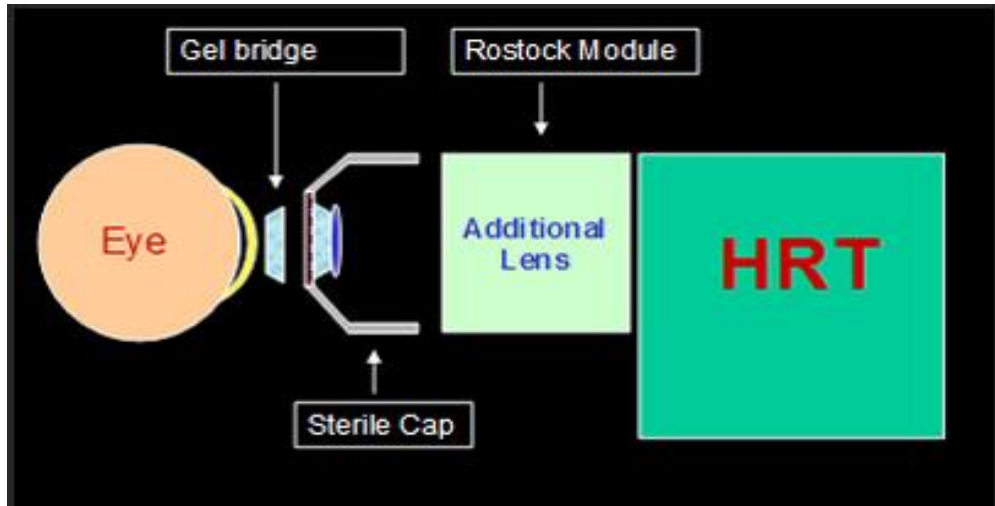 Gel bridge
Rostock Module
Eye
Additional
Lens
HRT
Sterile Cap